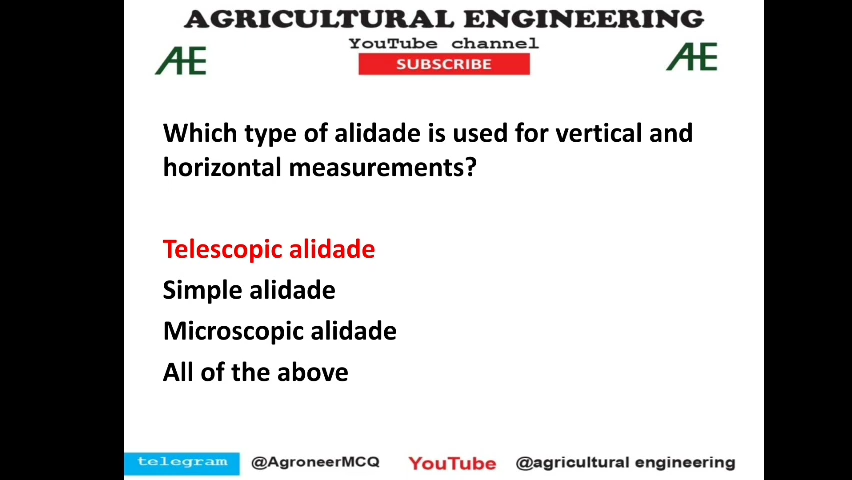 AGRICULTURAL ENGINEERING
YouTube channel
AE SUBSCRIBE AE
Which type of alidade is used for vertical and
horizontal measurements?
Telescopic alidade
Simple alidade
Microscopic alidade
All of the above
telegram @AgroneerMCQ YouTube @agricultural engineering